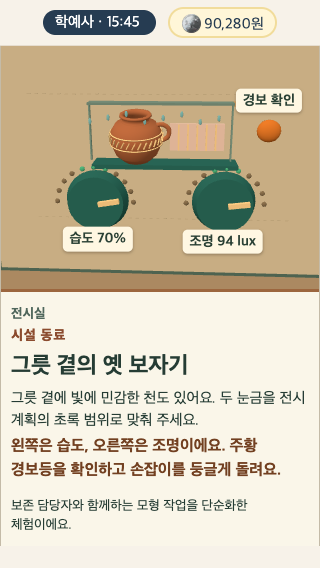 학예사 · 15:45
90,280원
경보 확인
습도 70%
조명 94 lux
전시실
시설 동료
그릇 곁의 옛 보자기
그릇 곁에 빛에 민감한 천도 있어요. 두 눈금을 전시
계획의 초록 범위로 맞춰 주세요.
왼쪽은 습도, 오른쪽은 조명이에요. 주황
경보등을 확인하고 손잡이를 둥글게 돌려요.
보존 담당자와 함께하는 모형 작업을 단순화한
체험이에요.